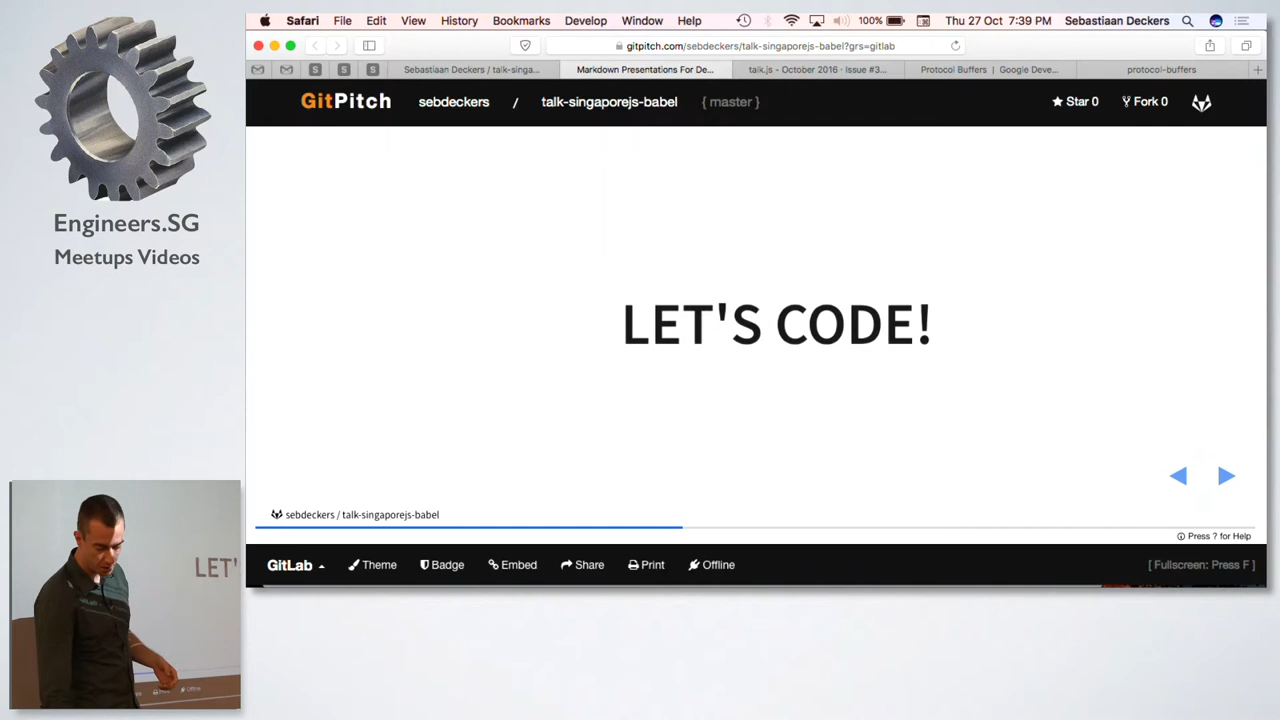 Engineers.SG
Meetups Videos
Safari File Edit View History Bookmarks Develop Window Help 100% Thu 27 Oct 7:39 PM Sebastiaan Deckers
gitpitch.com/sebdeckers/talk-singaporejs-babel?grs=gitlab
S S S Sebastiaan Deckers / talk-singa... Markdown Presentations For De... talk.js - October 2016 · Issue #3... Protocol Buffers | Google Deve... protocol-buffers
GitPitch sebdeckers / talk-singaporejs-babel { master } Star 0 Fork 0
LET'S CODE!
sebdeckers / talk-singaporejs-babel
Press ? for Help
GitLab Theme Badge Embed Share Print Offline [ Fullscreen: Press F ]
LET'
Offline